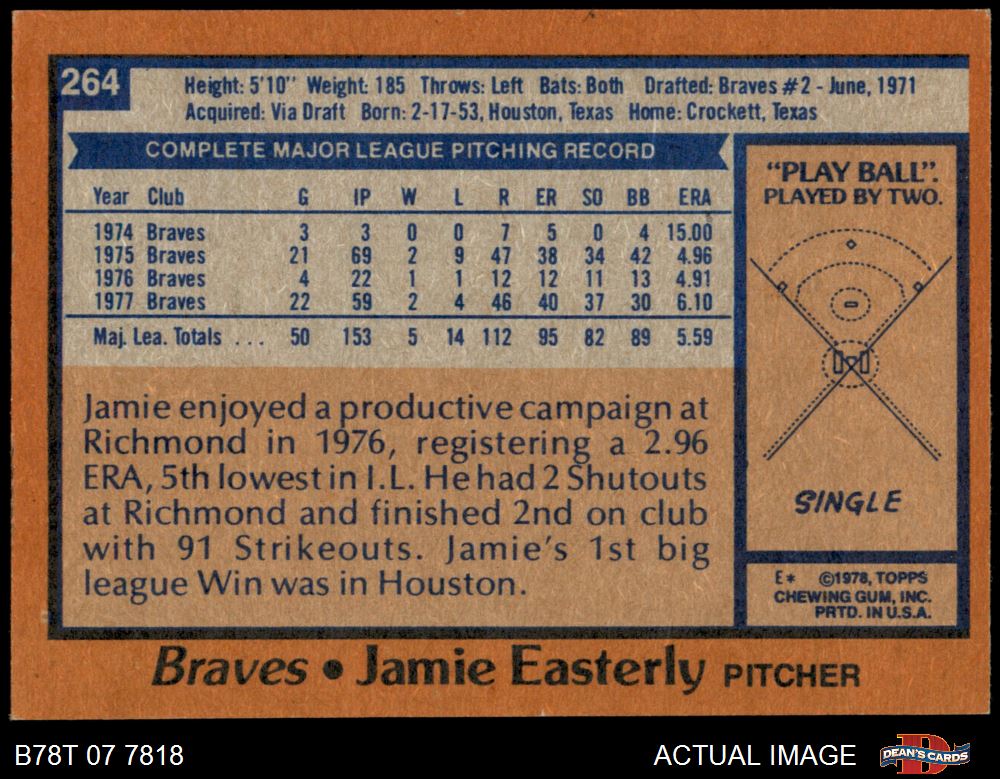 264
Height: 5'10" Weight: 185 Throws: Left Bats: Both Drafted: Braves #2 - June, 1971
Acquired: Via Draft Born: 2-17-53, Houston, Texas Home: Crockett, Texas
COMPLETE MAJOR LEAGUE PITCHING RECORD
Year Club G IP W L R ER SO BB ERA
1974 Braves 3 3 0 0 7 5 0 4 15.00
1975 Braves 21 69 2 9 47 38 34 42 4.96
1976 Braves 4 22 1 1 12 12 11 13 4.91
1977 Braves 22 59 2 4 46 40 37 30 6.10
Maj. Lea. Totals ... 50 153 5 14 112 95 82 89 5.59
Jamie enjoyed a productive campaign at
Richmond in 1976, registering a 2.96
ERA, 5th lowest in I.L. He had 2 Shutouts
at Richmond and finished 2nd on club
with 91 Strikeouts. Jamie's 1st big
league Win was in Houston.
"PLAY BALL".
PLAYED BY TWO.
SINGLE
E* ©1978, TOPPS
CHEWING GUM, INC.
PRTD. IN U.S.A.
Braves • Jamie Easterly PITCHER
B78T 07 7818
ACTUAL IMAGE
D
DEAN'S CARDS